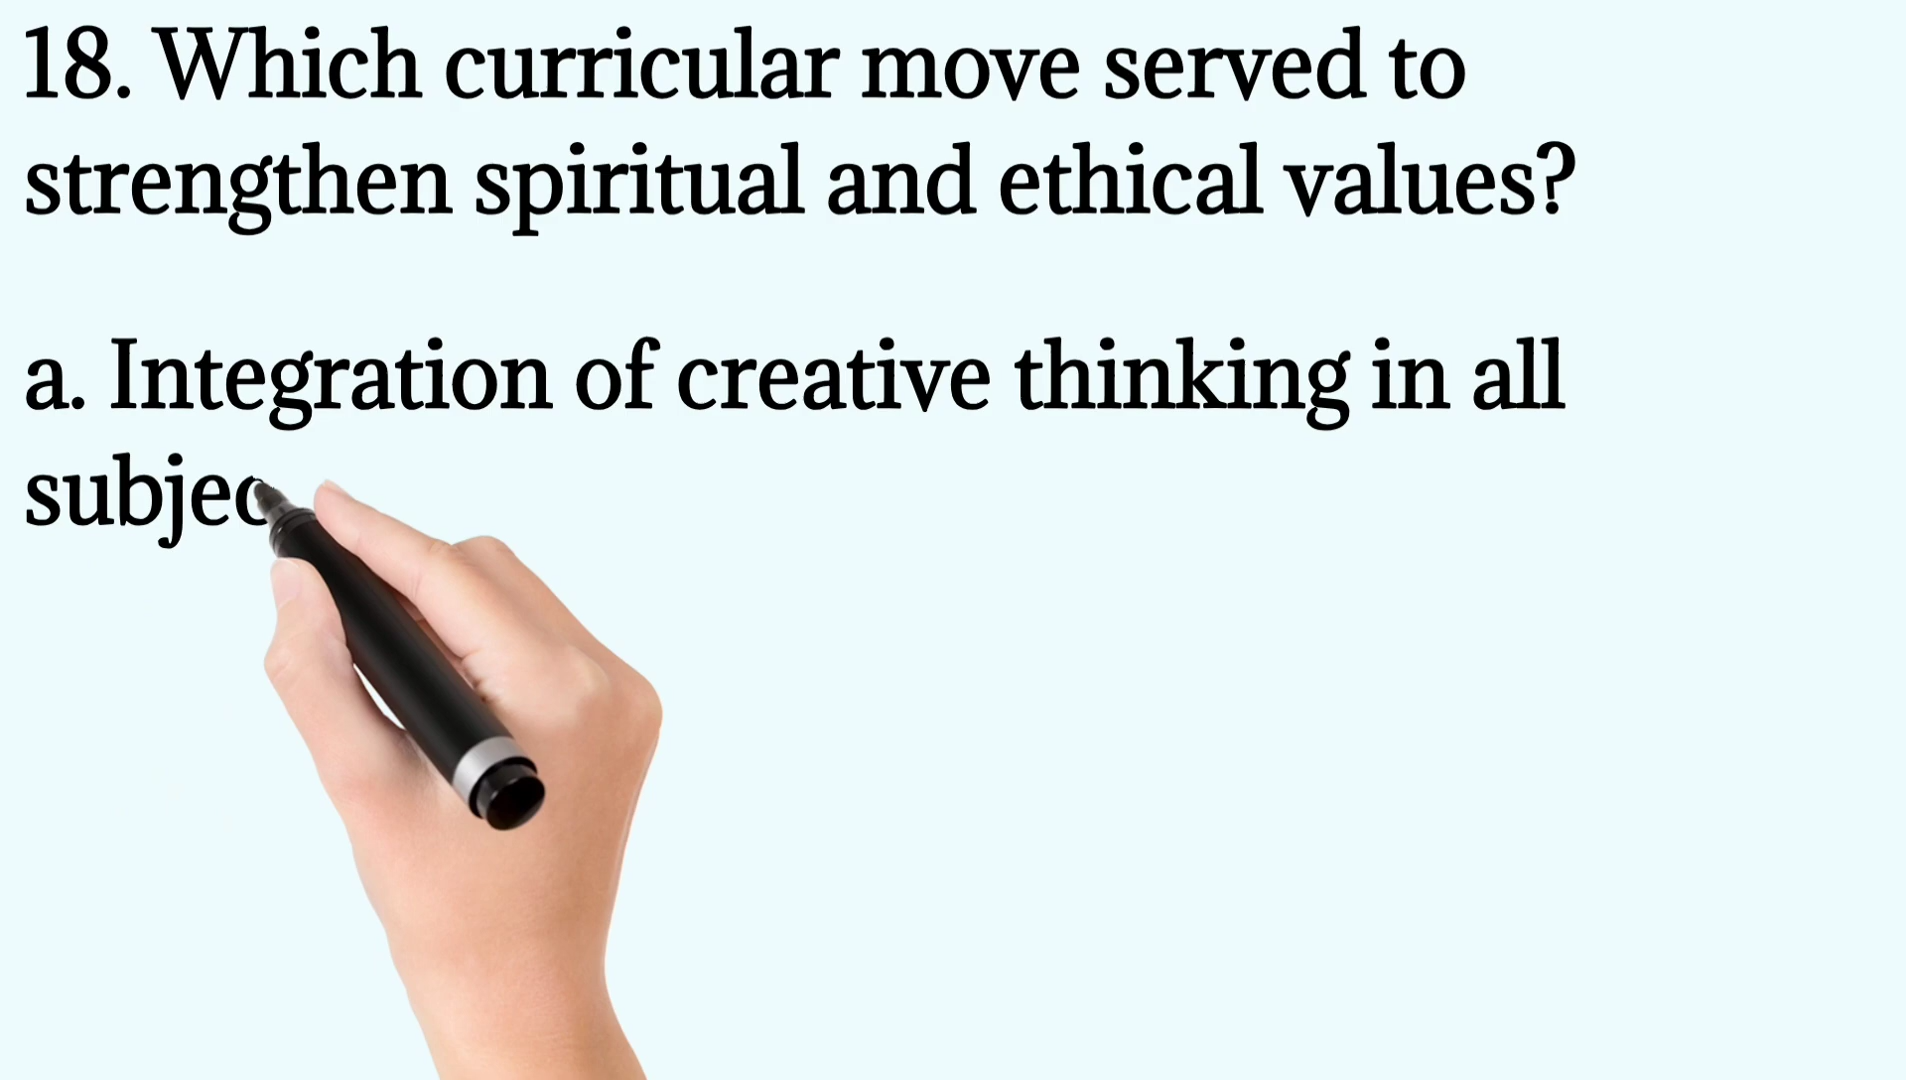 18. Which curricular move served to
strengthen spiritual and ethical values?
a. Integration of creative thinking in all
subjec